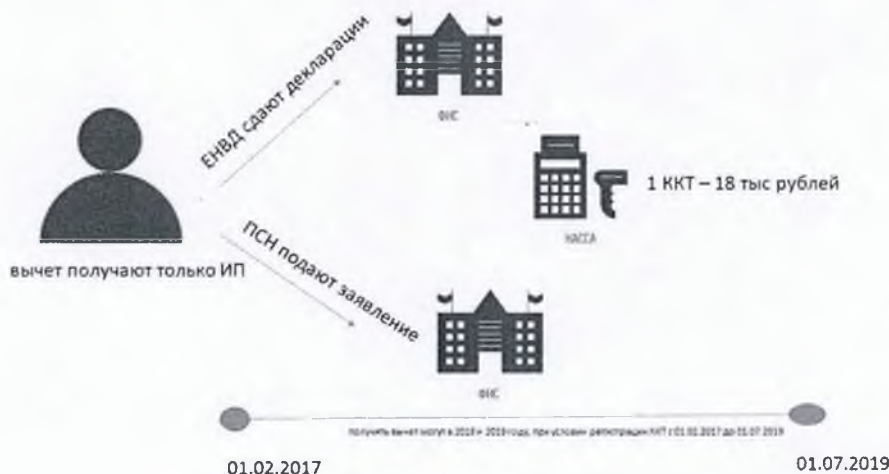 ЕНВД сдают декларации
ФНС
1 ККТ – 18 тыс рублей
КАССА
вычет получают только ИП
ПСН подают заявление
ФНС
получить вычет могут в 2018 и 2019 году, при условии регистрации ККТ с 01.02.2017 до 01.07.2019
01.02.2017
01.07.2019